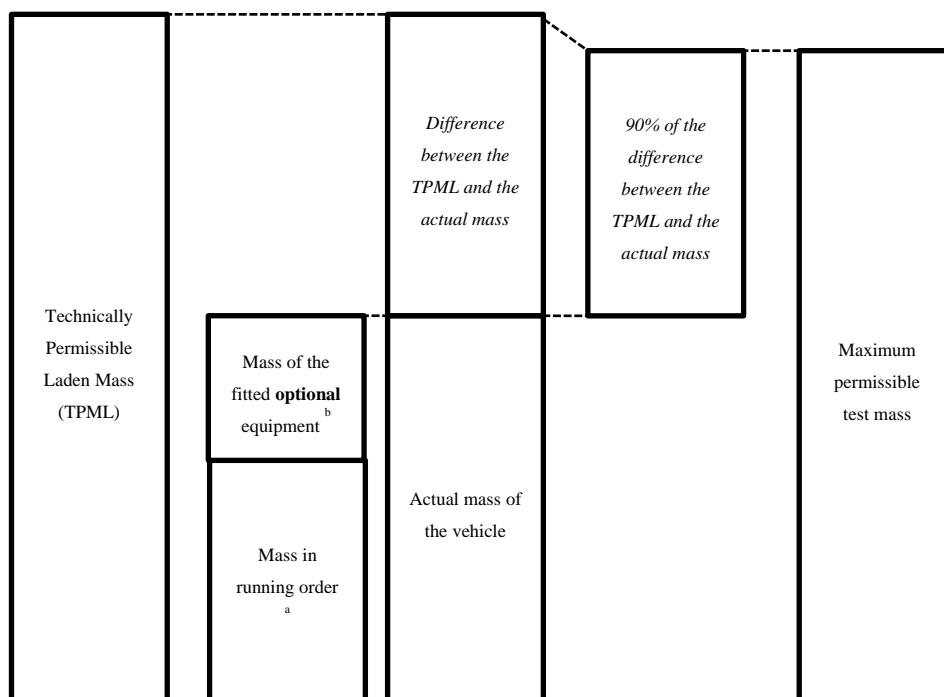 Technically
Permissible
Laden Mass
(TPML)
Mass of the
fitted optional
equipment b
Mass in
running order
a
Difference
between the
TPML and the
actual mass
Actual mass of
the vehicle
90% of the
difference
between the
TPML and the
actual mass
Maximum
permissible
test mass